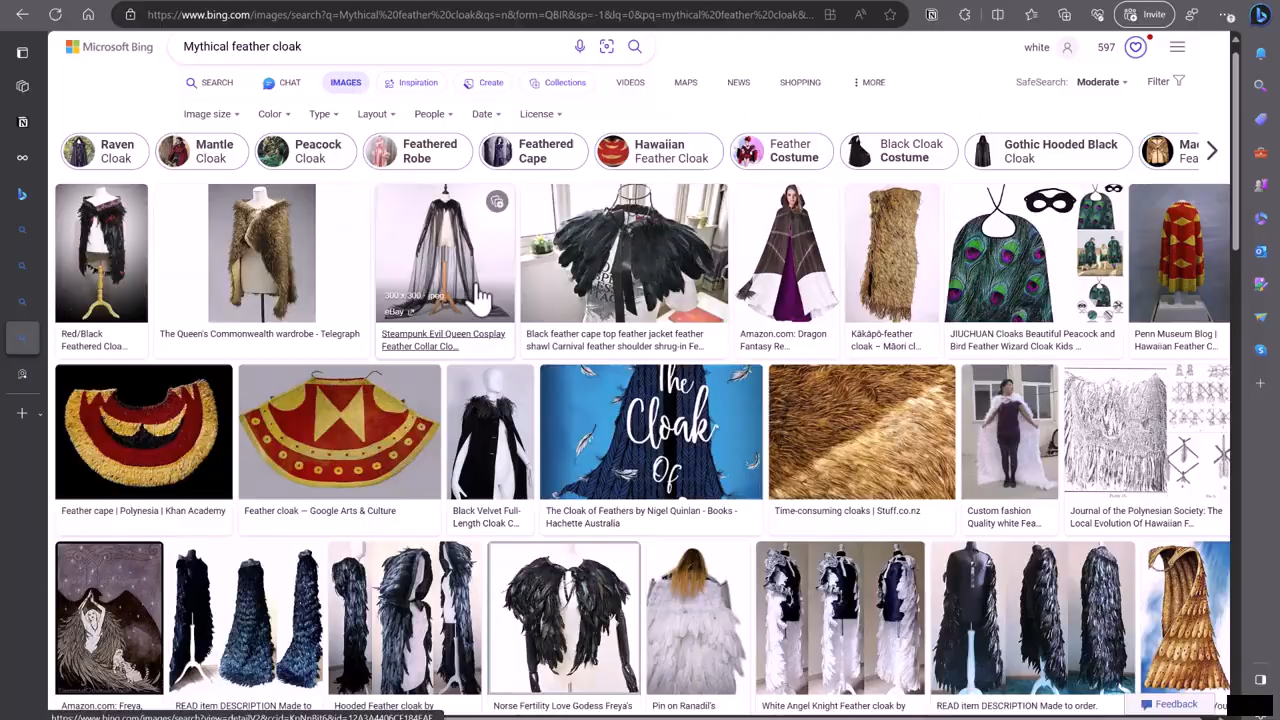 https://www.bing.com/images/search?q=Mythical%20feather%20cloak&qs=n&form=QBIR&sp=-1&lq=0&pq=mythical%20feather%20cloak&...
Invite
Microsoft Bing
Mythical feather cloak
white
597
SEARCH
CHAT
IMAGES
Inspiration
Create
Collections
VIDEOS
MAPS
NEWS
SHOPPING
MORE
SafeSearch: Moderate
Filter
Image size
Color
Type
Layout
People
Date
License
Raven
Cloak
Mantle
Cloak
Peacock
Cloak
Feathered
Robe
Feathered
Cape
Hawaiian
Feather Cloak
Feather
Costume
Black Cloak
Costume
Gothic Hooded Black
Cloak
300 x 300 · jpeg
eBay
Red/Black
Feathered Cloa...
The Queen's Commonwealth wardrobe - Telegraph
Steampunk Evil Queen Cosplay
Feather Collar Clo...
Black feather cape top feather jacket feather
shawl Carnival feather shoulder shrug-in Fe...
Amazon.com: Dragon
Fantasy Re...
Kākāpō-feather
cloak – Māori cl...
JIUCHUAN Cloaks Beautiful Peacock and
Bird Feather Wizard Cloak Kids ...
Penn Museum Blog |
Hawaiian Feather C...
The
Cloak
Of
Feather cape | Polynesia | Khan Academy
Feather cloak — Google Arts & Culture
Black Velvet Full-
Length Cloak C...
The Cloak of Feathers by Nigel Quinlan - Books -
Hachette Australia
Time-consuming cloaks | Stuff.co.nz
Custom fashion
Quality white Fea...
Journal of the Polynesian Society: The
Local Evolution Of Hawaiian F...
Amazon.com: Freya,
READ item DESCRIPTION Made to
Hooded Feather cloak by
Norse Fertility Love Godess Freya's
Pin on Ranadil's
White Angel Knight Feather cloak by
READ item DESCRIPTION Made to order.
Feedback